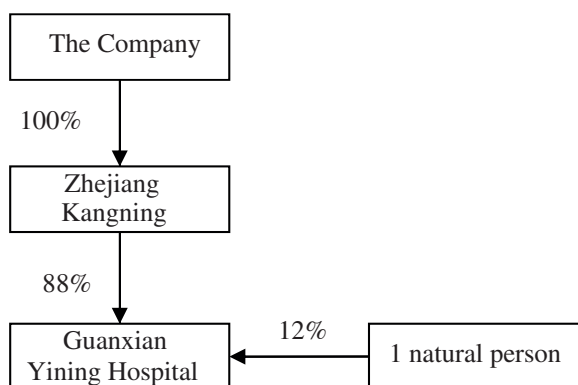 The Company
100%
Zhejiang
Kangning
88%
Guanxian
Yining Hospital
12%
1 natural person